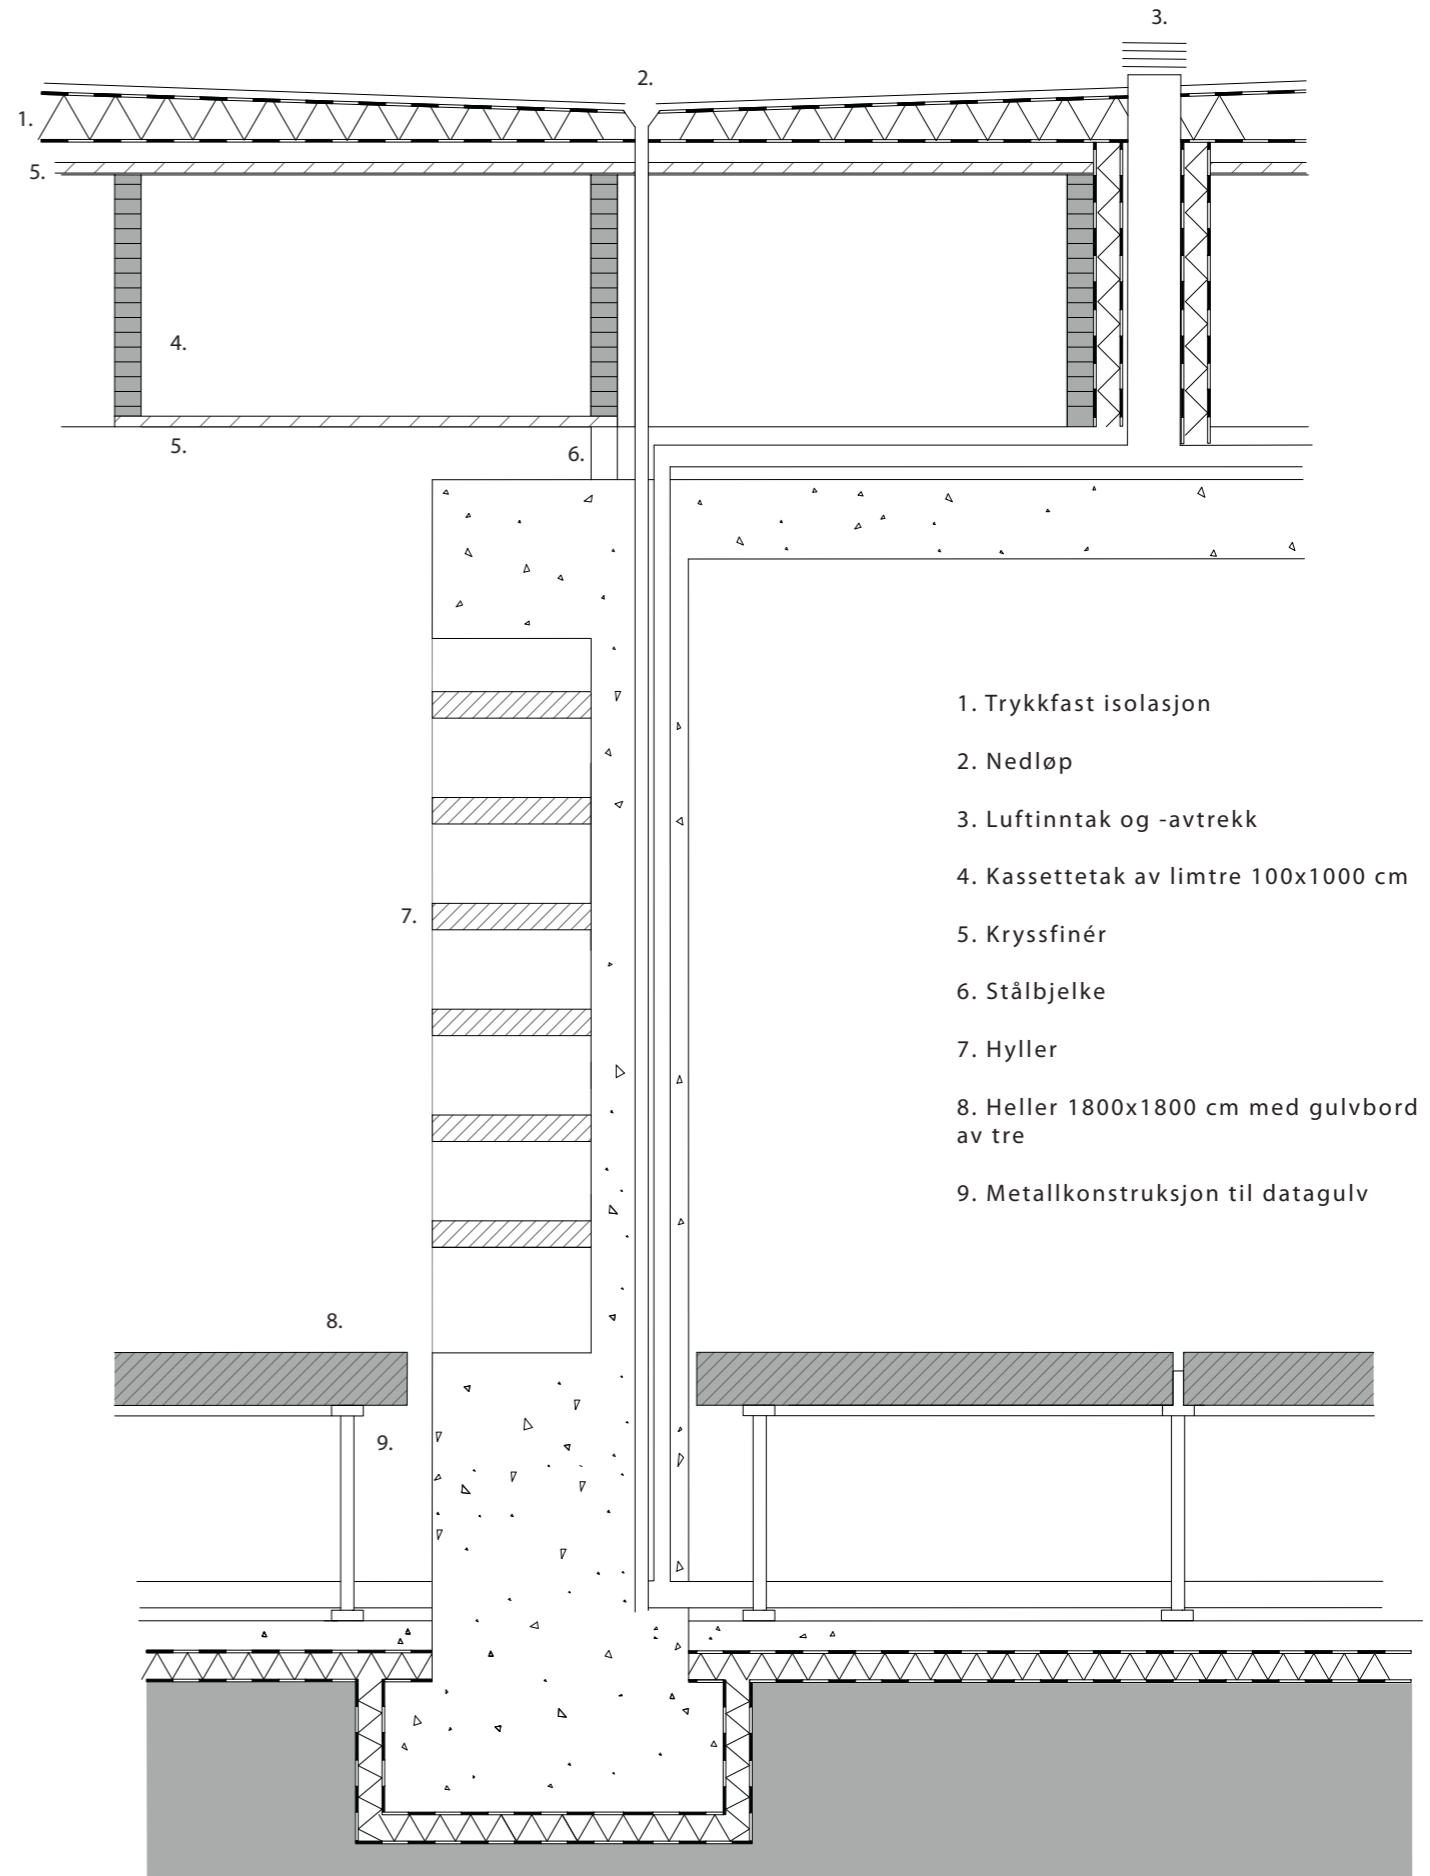 3.
2.
1.
5.
4.
5.
6.
1. Trykkfast isolasjon
2. Nedløp
3. Luftinntak og -avtrekk
4. Kassettetak av limtre 100x1000 cm
7.
5. Kryssfinér
6. Stålbjelke
7. Hyller
8. Heller 1800x1800 cm med gulvbord
av tre
9. Metallkonstruksjon til datagulv
8.
9.